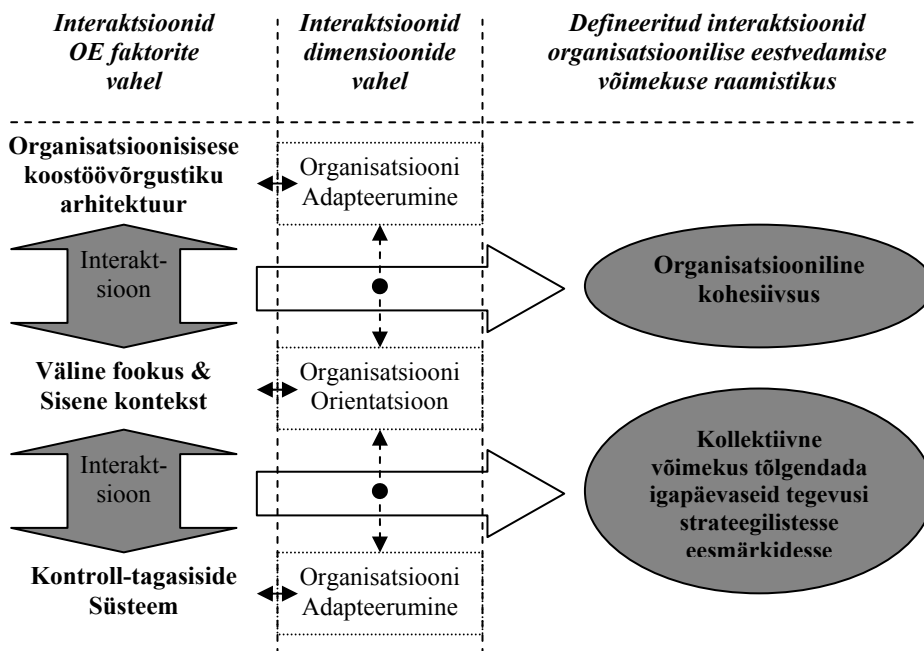 Interaktsioonid
OE faktorite
vahel
Interaktsioonid
dimensioonide
vahel
Defineeritud interaktsioonid
organisatsioonilise eestvedamise
võimekuse raamistikus
Organisatsioonisisese
koostöövõrgustiku
arhitektuur
Organisatsiooni
Adapteerumine
Interakt-
sioon
Organisatsiooniline
kohesiivsus
Väline fookus &
Sisene kontekst
Organisatsiooni
Orientatsioon
Interakt-
sioon
Kollektiivne
võimekus tõlgendada
igapäevaseid tegevusi
strateegilistesse
eesmärkidesse
Kontroll-tagasiside
Süsteem
Organisatsiooni
Adapteerumine